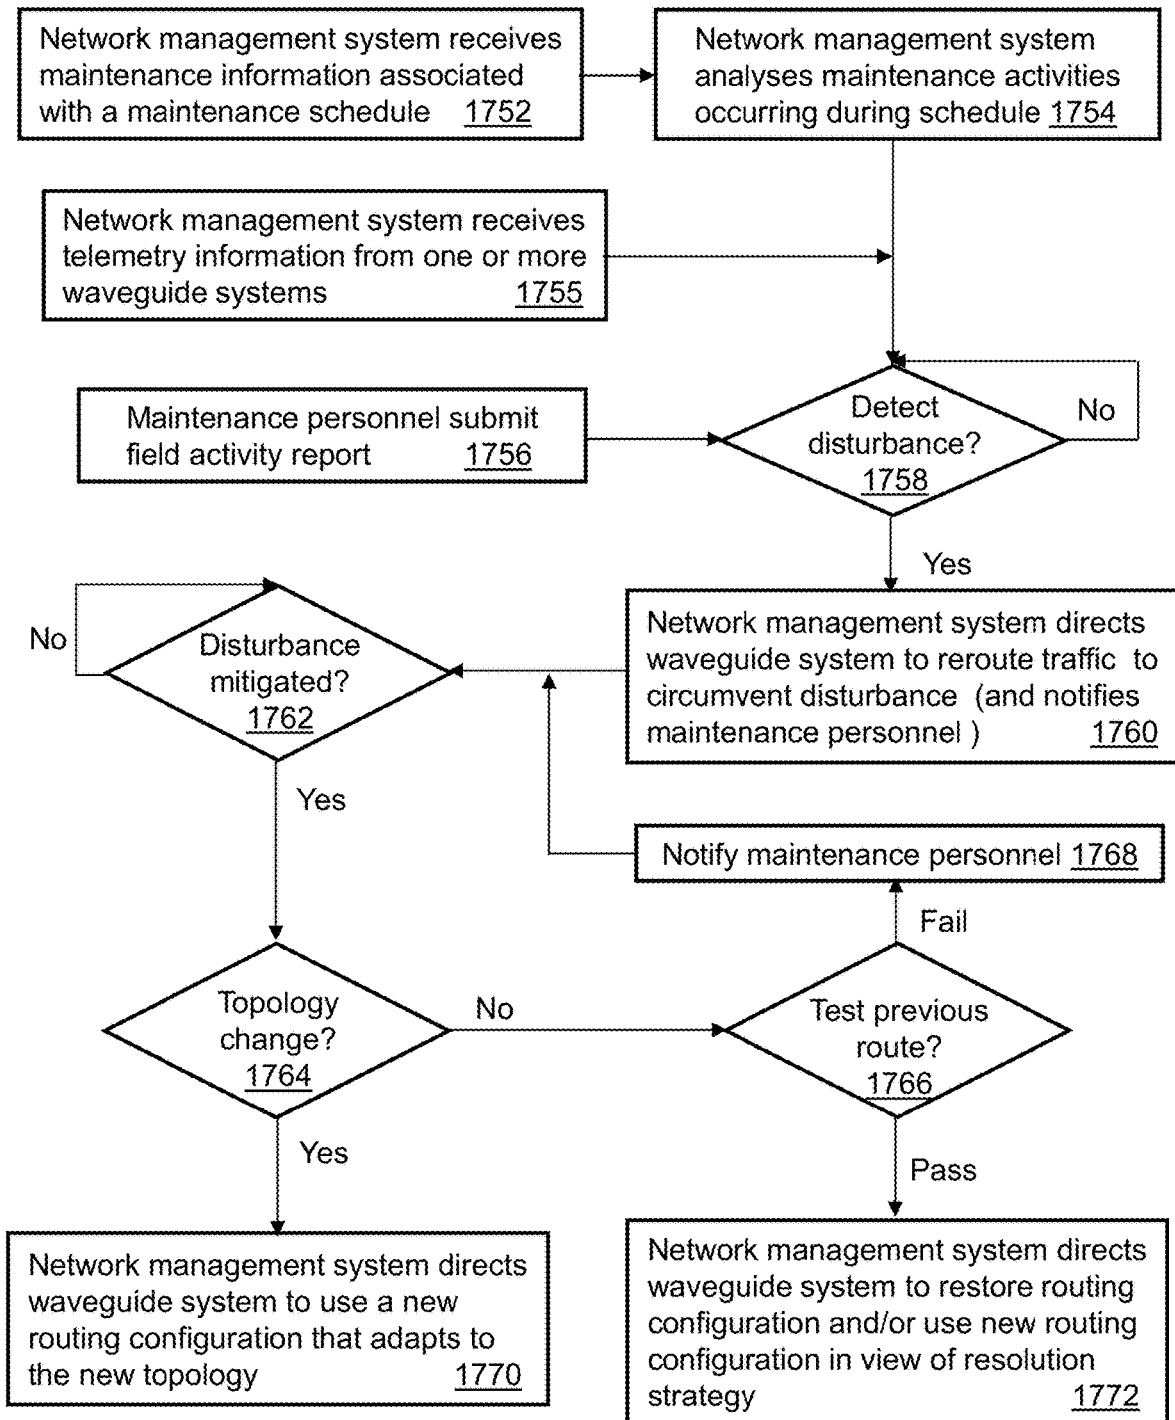 Network management system receives
maintenance information associated
with a maintenance schedule 1752
Network management system
analyses maintenance activities
occurring during schedule 1754
Network management system receives
telemetry information from one or more
waveguide systems 1755
Maintenance personnel submit
field activity report 1756
Detect
disturbance?
1758
No
Yes
Network management system directs
waveguide system to reroute traffic to
circumvent disturbance (and notifies
maintenance personnel ) 1760
No
Disturbance
mitigated?
1762
Yes
Notify maintenance personnel 1768
Fail
Topology
change?
1764
No
Test previous
route?
1766
Yes
Pass
Network management system directs
waveguide system to use a new
routing configuration that adapts to
the new topology 1770
Network management system directs
waveguide system to restore routing
configuration and/or use new routing
configuration in view of resolution
strategy 1772